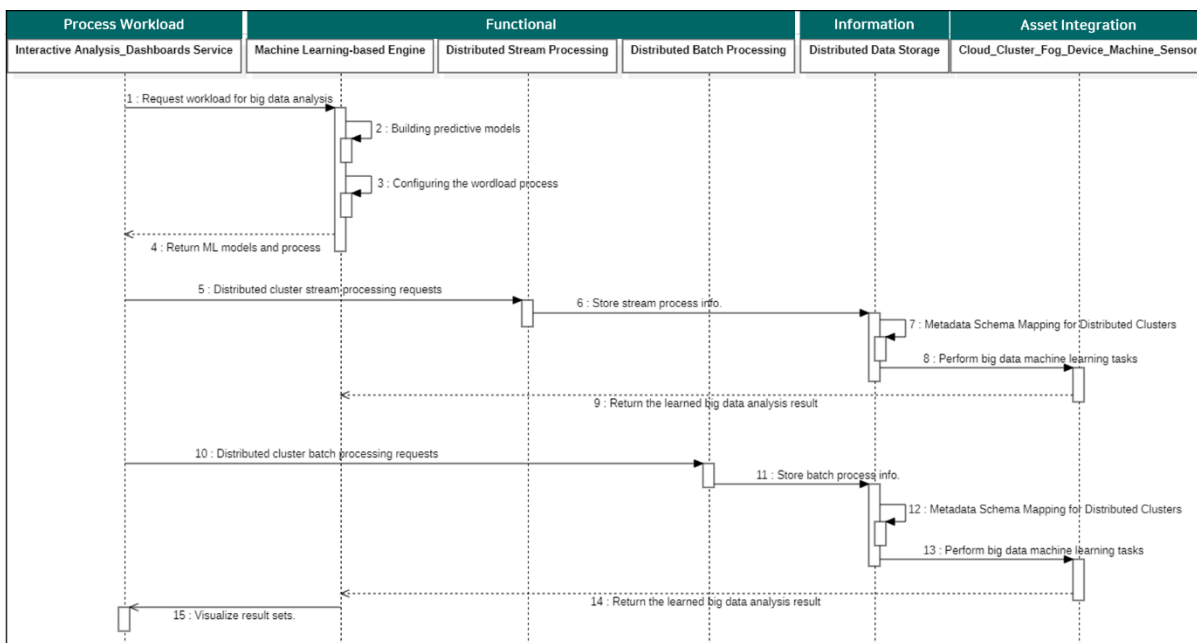 Process Workload
Functional
Information
Asset Integration
Interactive Analysis_Dashboards Service
Machine Learning-based Engine
Distributed Stream Processing
Distributed Batch Processing
Distributed Data Storage
Cloud_Cluster_Fog_Device_Machine_Sensor
1 : Request workload for big data analysis
2 : Building predictive models
3 : Configuring the wordload process
4 : Return ML models and process
5 : Distributed cluster stream processing requests
6 : Store stream process info.
7 : Metadata Schema Mapping for Distributed Clusters
8 : Perform big data machine learning tasks
9 : Return the learned big data analysis result
10 : Distributed cluster batch processing requests
11 : Store batch process info.
12 : Metadata Schema Mapping for Distributed Clusters
13 : Perform big data machine learning tasks
14 : Return the learned big data analysis result
15 : Visualize result sets.